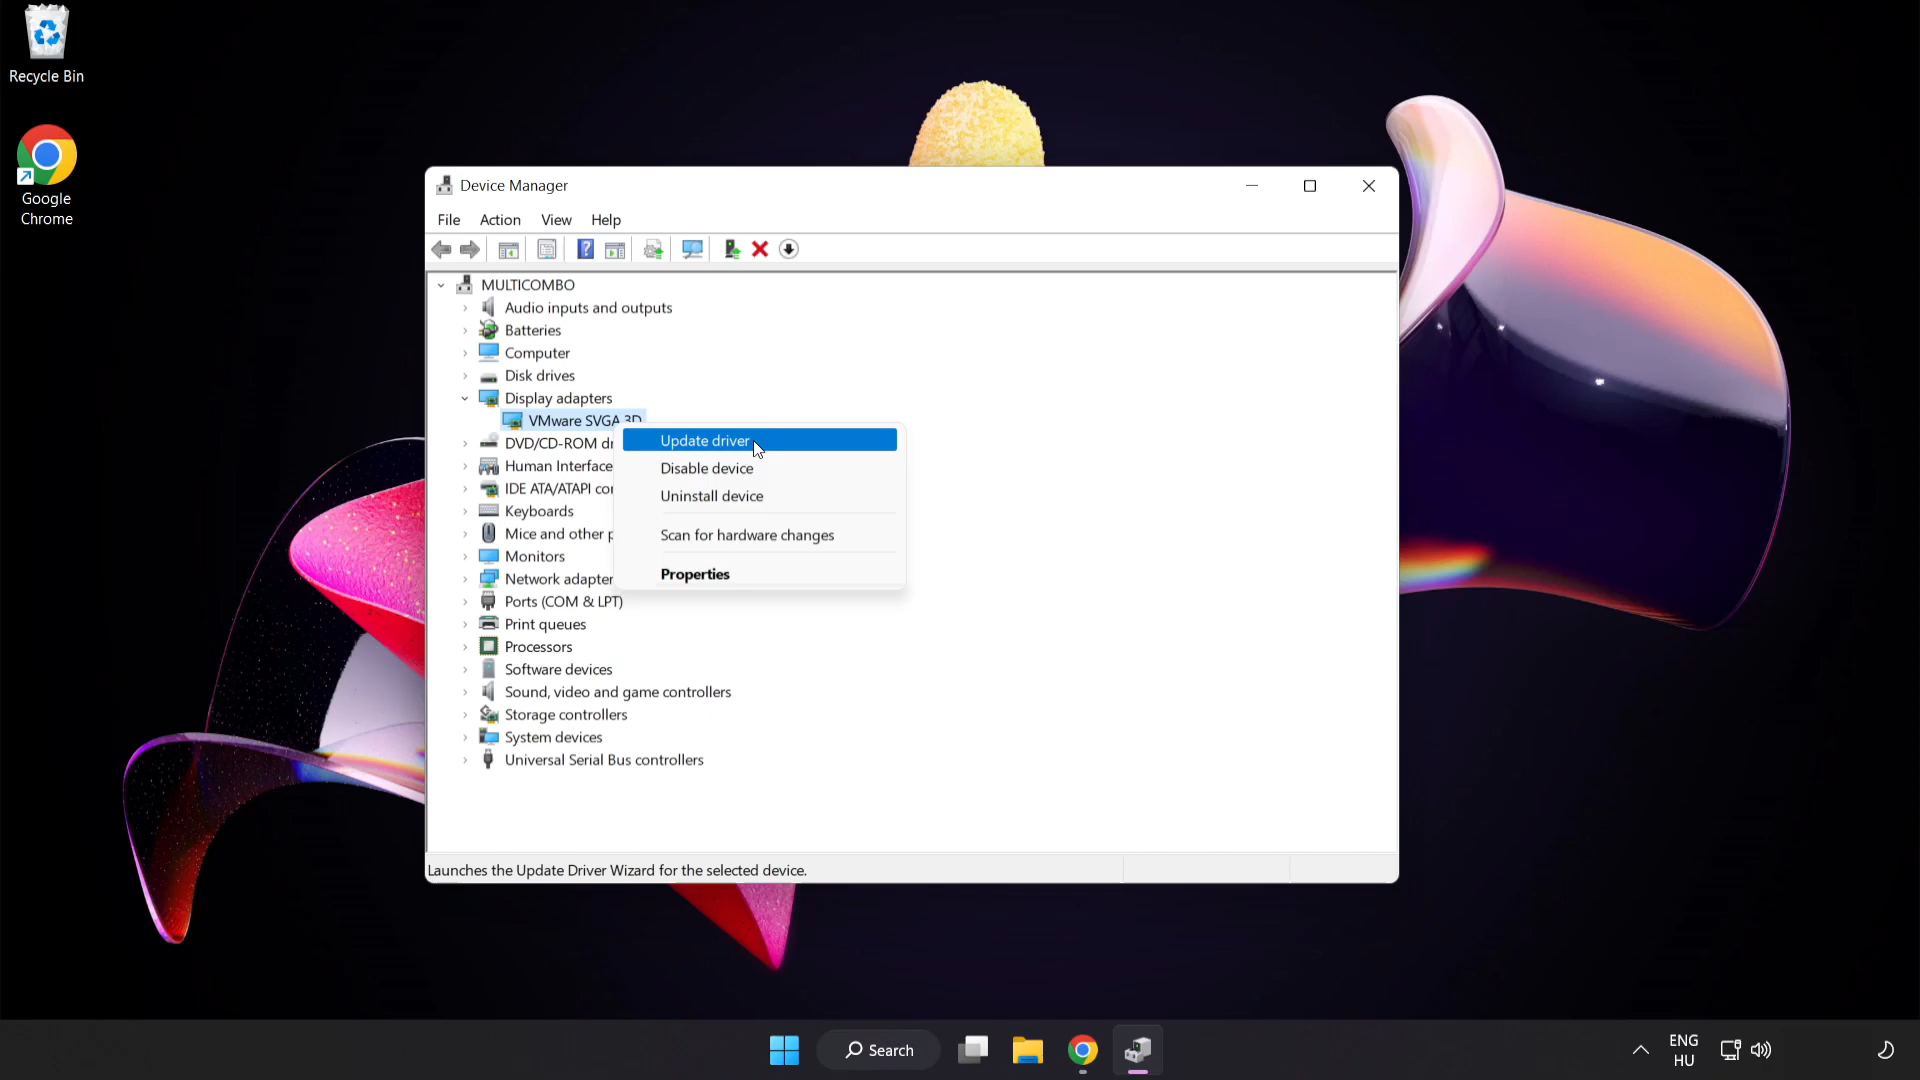 Recycle Bin
Google
Chrome
Device Manager
File Action View Help
MULTICOMBO
Audio inputs and outputs
Batteries
Computer
Disk drives
Display adapters
VMware SVGA 3D
DVD/CD-ROM
Human Interface
IDE ATA/ATAPI
Keyboards
Mice and other
Monitors
Network
Ports (COM & LPT)
Print queues
Processors
Software devices
Sound, video and game controllers
Storage controllers
System devices
Universal Serial Bus controllers
Update driver
Disable device
Uninstall device
Scan for hardware changes
Properties
Launches the Update Driver Wizard for the selected device.
Search
ENG
HU